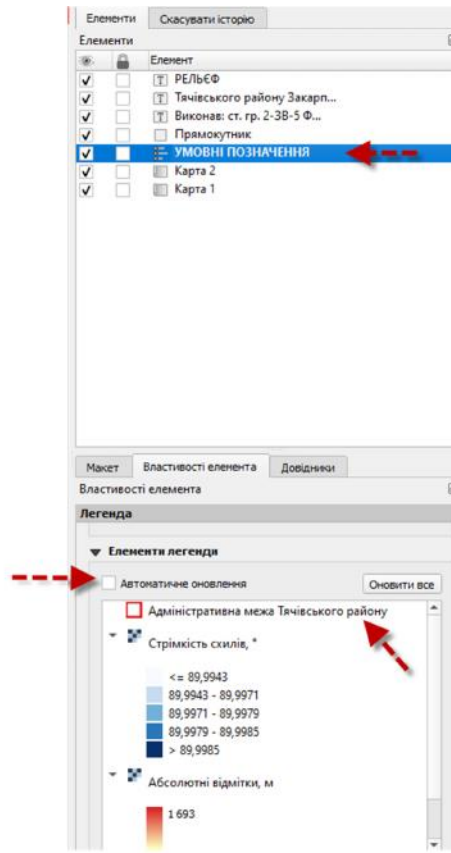 Елементи Скасувати історію
Елементи
Елемент
РЕЛЬЄФ
Тячівського району Закарп...
Виконав: ст. гр. 2-ЗВ-5 Ф...
Прямокутник
УМОВНІ ПОЗНАЧЕННЯ
Карта 2
Карта 1
Макет Властивості елемента Довідники
Властивості елемента
Легенда
Елементи легенди
Автоматичне оновлення Оновити все
Адміністративна межа Тячівського району
Стрімкість схилів, °
<= 89,9943
89,9943 - 89,9971
89,9971 - 89,9979
89,9979 - 89,9985
> 89,9985
Абсолютні відмітки, м
1 693